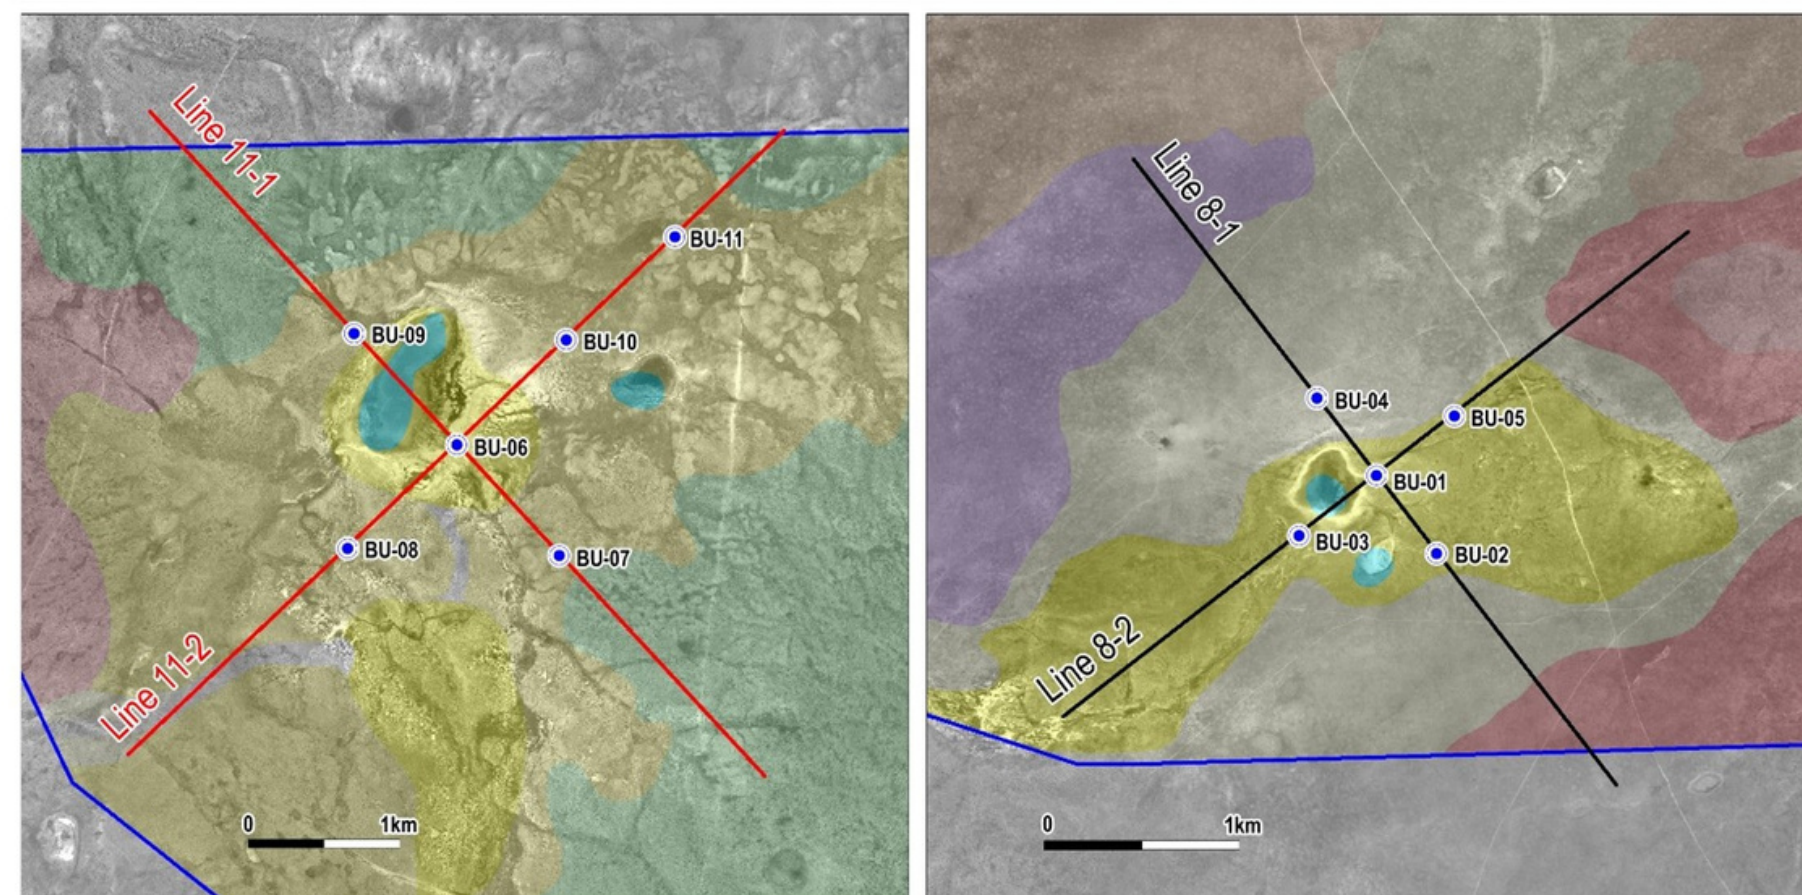 Line 11-1
BU-11
BU-09
BU-10
BU-06
BU-08
BU-07
Line 11-2
0 1km
Line 8-1
BU-04
BU-05
BU-01
BU-03
BU-02
Line 8-2
0 1km